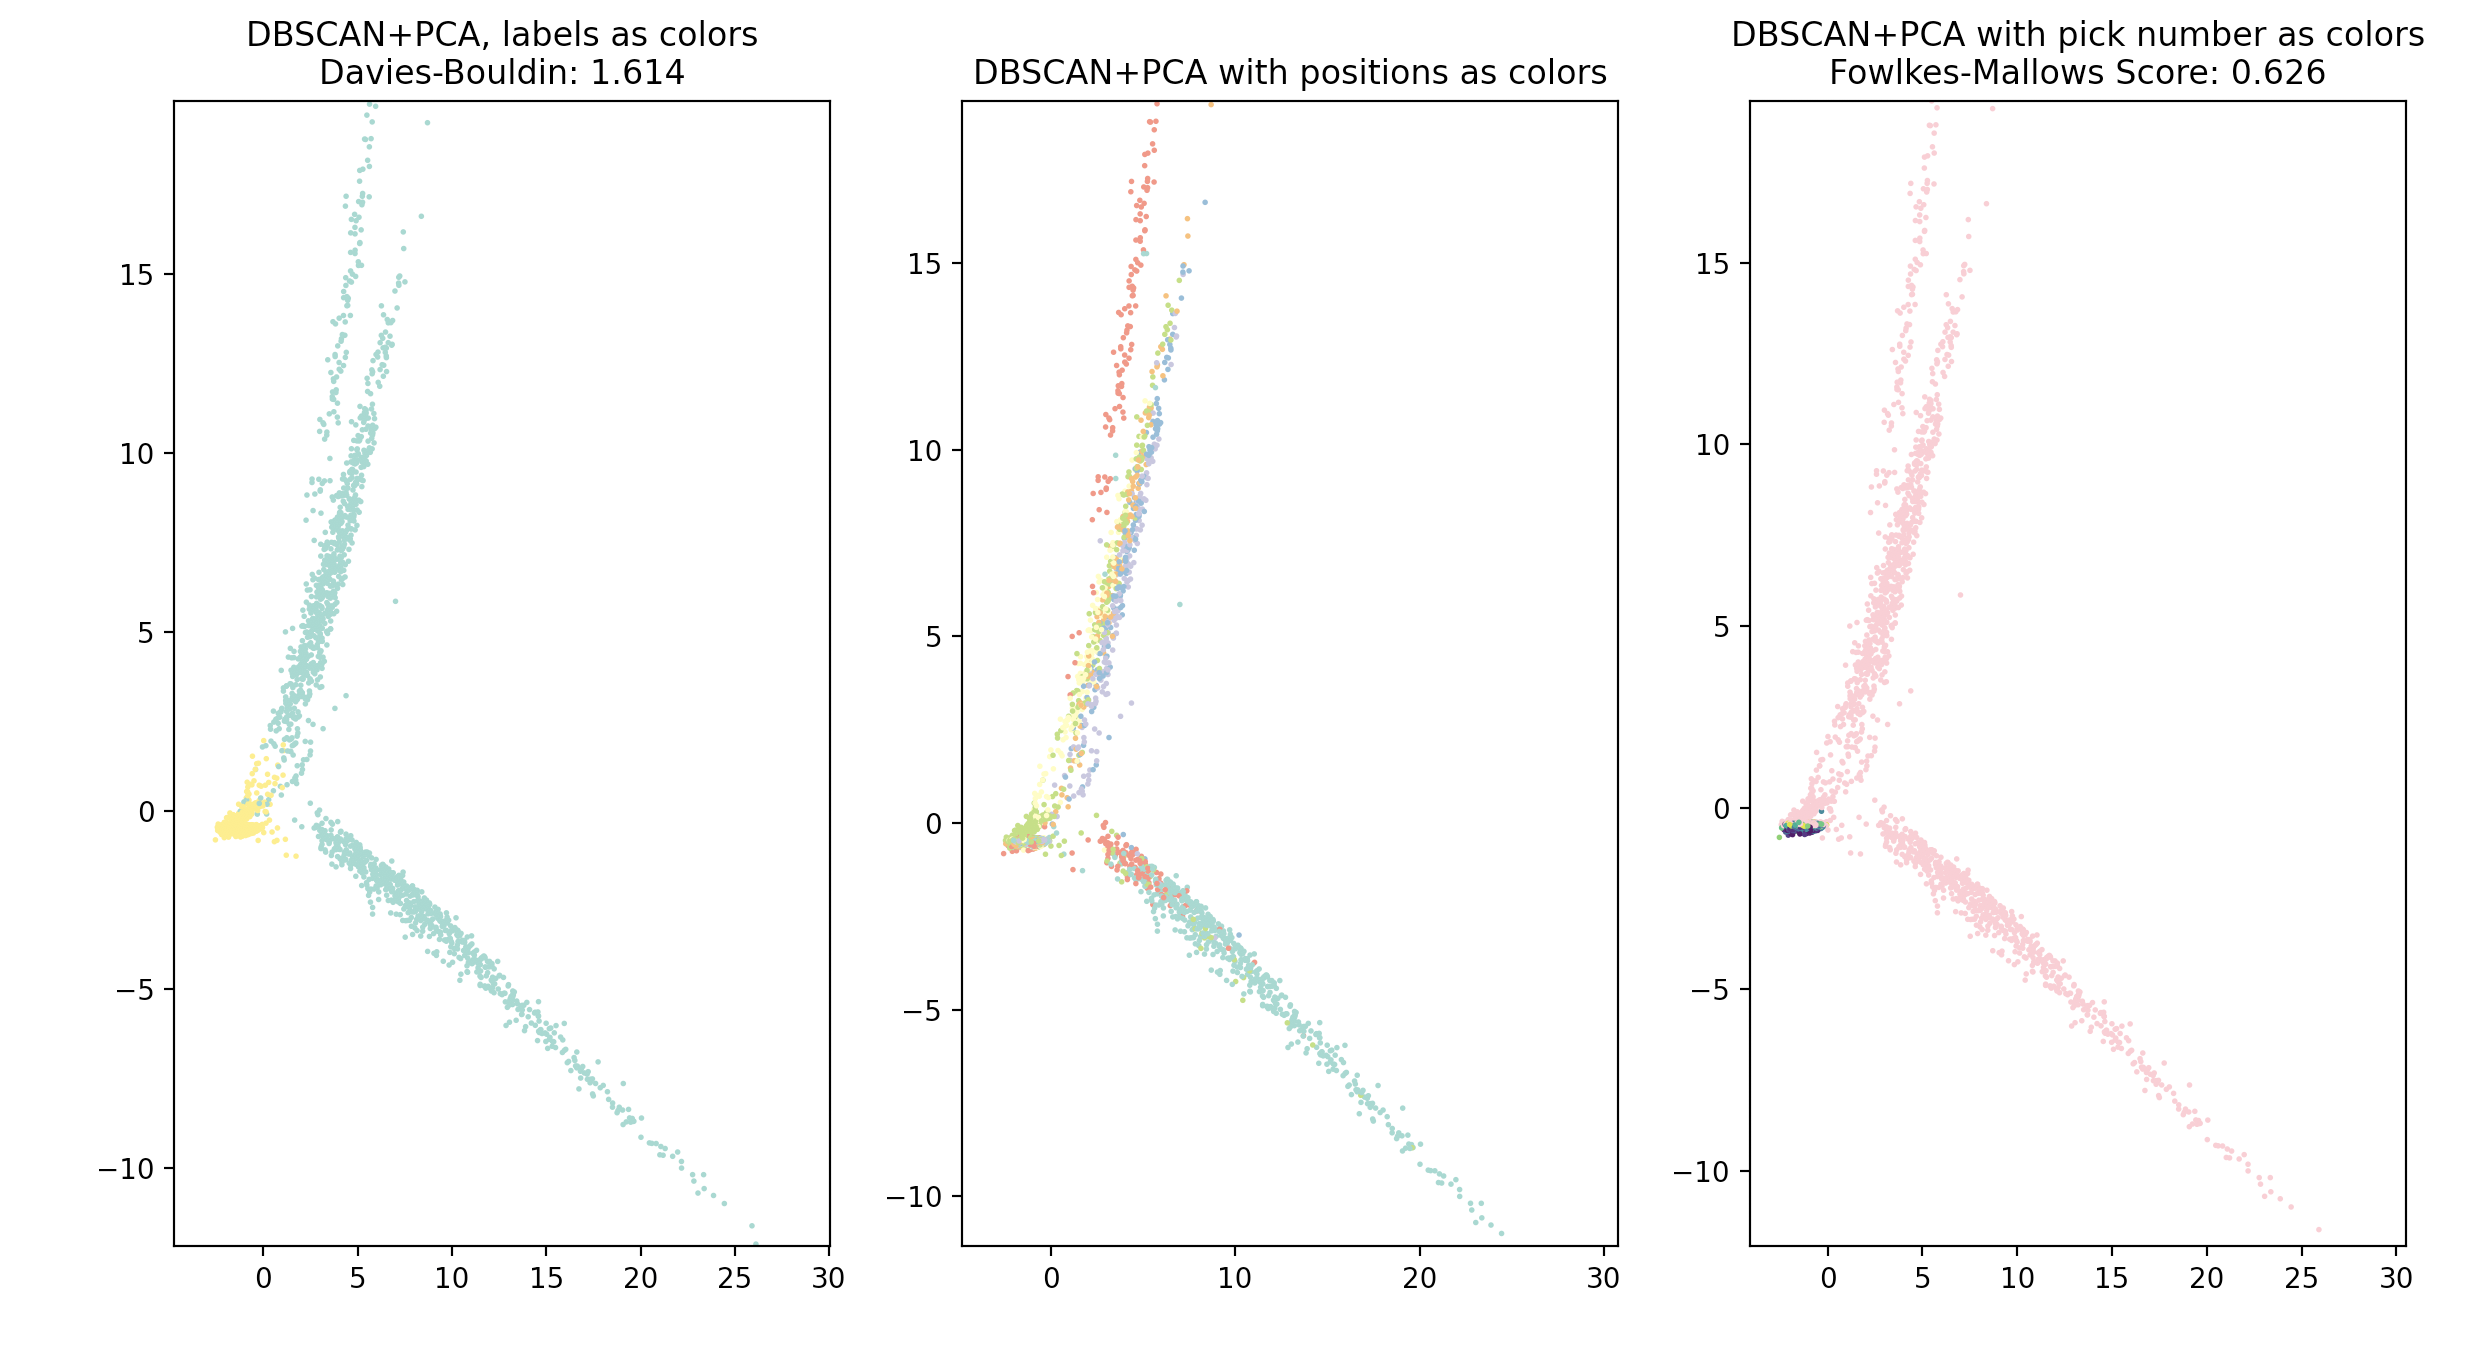 DBSCAN+PCA, labels as colors
Davies-Bouldin: 1.614
15
10
5
0
−5
−10
0 5 10 15 20 25 30
DBSCAN+PCA with positions as colors
15
10
5
0
−5
−10
0 10 20 30
DBSCAN+PCA with pick number as colors
Fowlkes-Mallows Score: 0.626
15
10
5
0
−5
−10
0 5 10 15 20 25 30